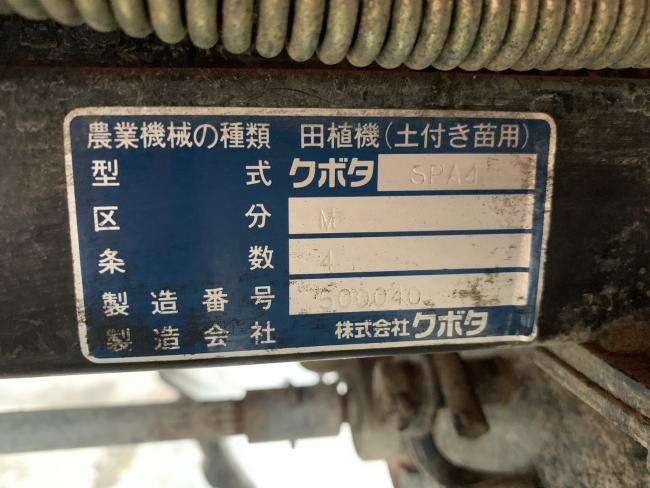 農業機械の種類 田植機(土付き苗用)
型式 クボタ SPA4
区分 M
条数 4
製造番号 500040
製造会社 株式会社クボタ